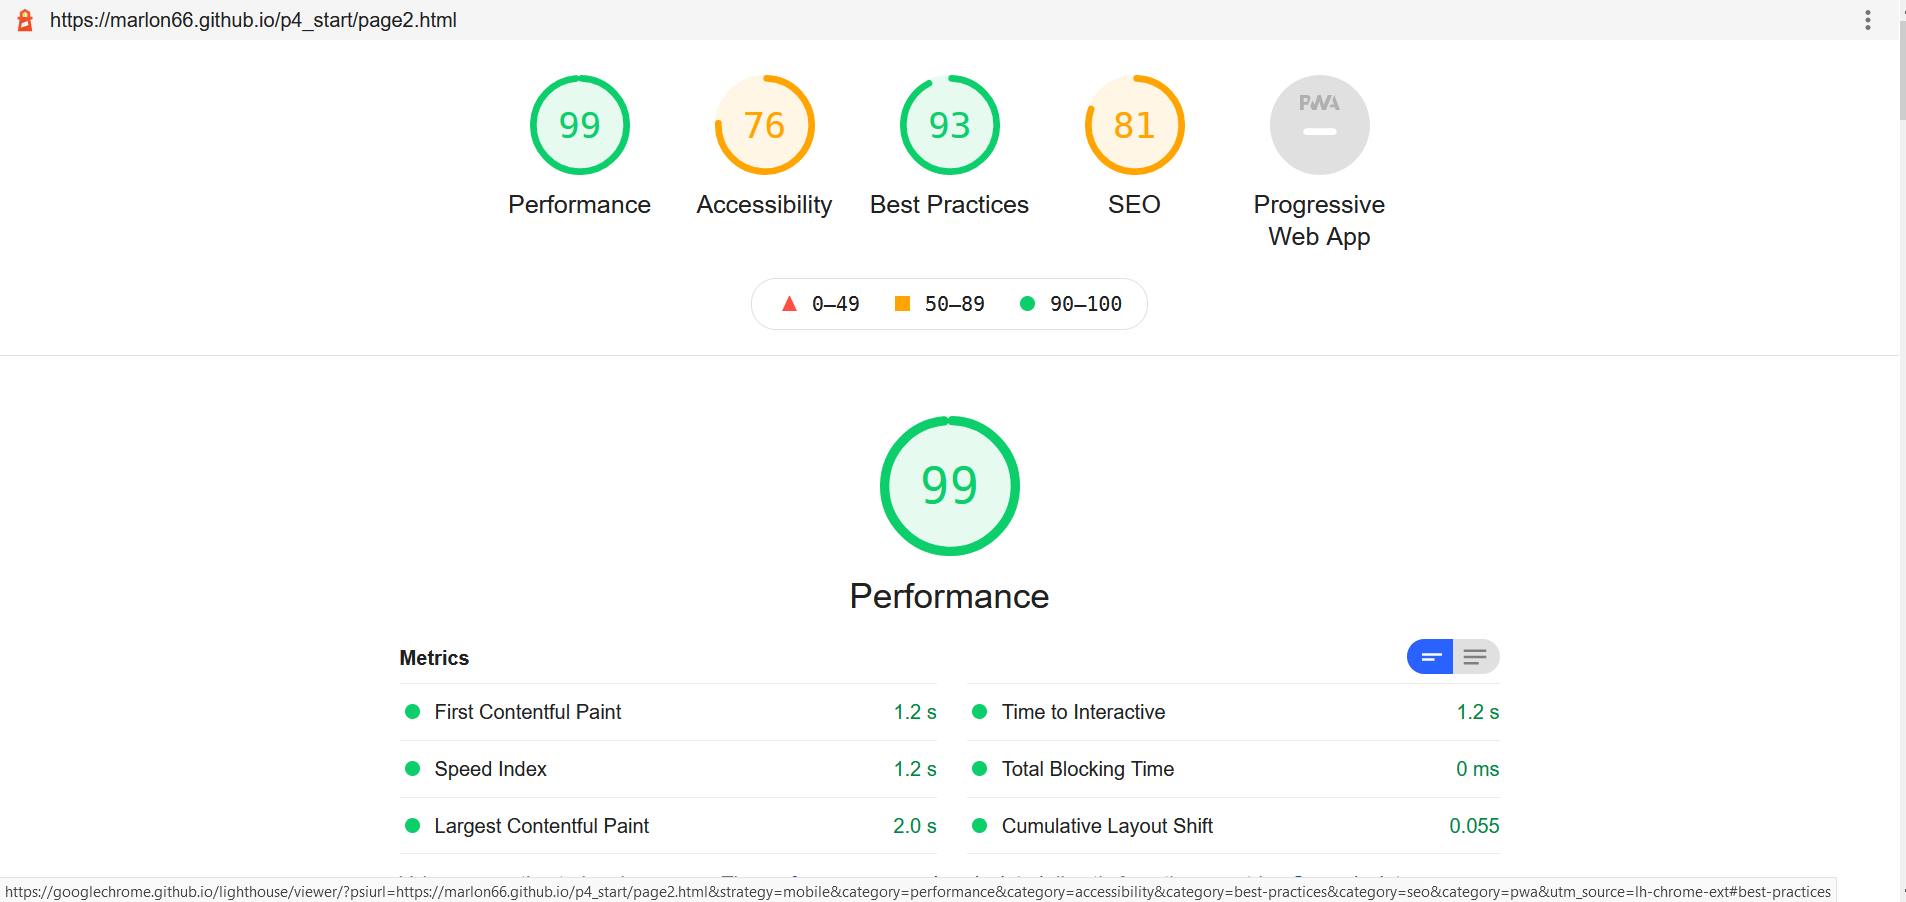 https://marlon66.github.io/p4_start/page2.html
99 76 93 81 PWA
Performance Accessibility Best Practices SEO Progressive
Web App
0–49 50–89 90–100
99
Performance
Metrics
First Contentful Paint 1.2 s Time to Interactive 1.2 s
Speed Index 1.2 s Total Blocking Time 0 ms
Largest Contentful Paint 2.0 s Cumulative Layout Shift 0.055
https://googlechrome.github.io/lighthouse/viewer/?psiurl=https://marlon66.github.io/p4_start/page2.html&strategy=mobile&category=performance&category=accessibility&category=best-practices&category=seo&category=pwa&utm_source=lh-chrome-ext#best-practices